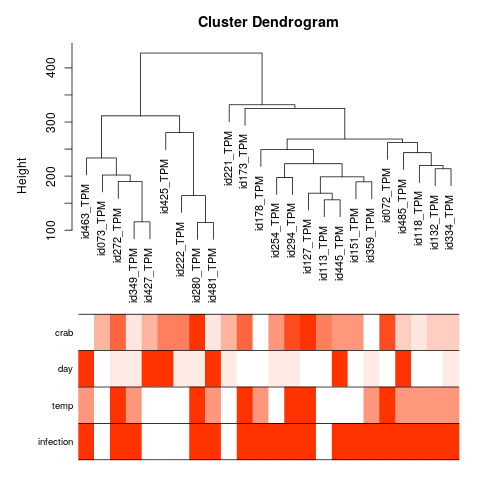 Cluster Dendrogram
Height
400
300
200
100
id463_TPM
id073_TPM
id272_TPM
id349_TPM
id427_TPM
id425_TPM
id222_TPM
id280_TPM
id481_TPM
id221_TPM
id173_TPM
id178_TPM
id254_TPM
id294_TPM
id127_TPM
id113_TPM
id445_TPM
id151_TPM
id359_TPM
id072_TPM
id485_TPM
id118_TPM
id132_TPM
id334_TPM
crab
day
temp
infection